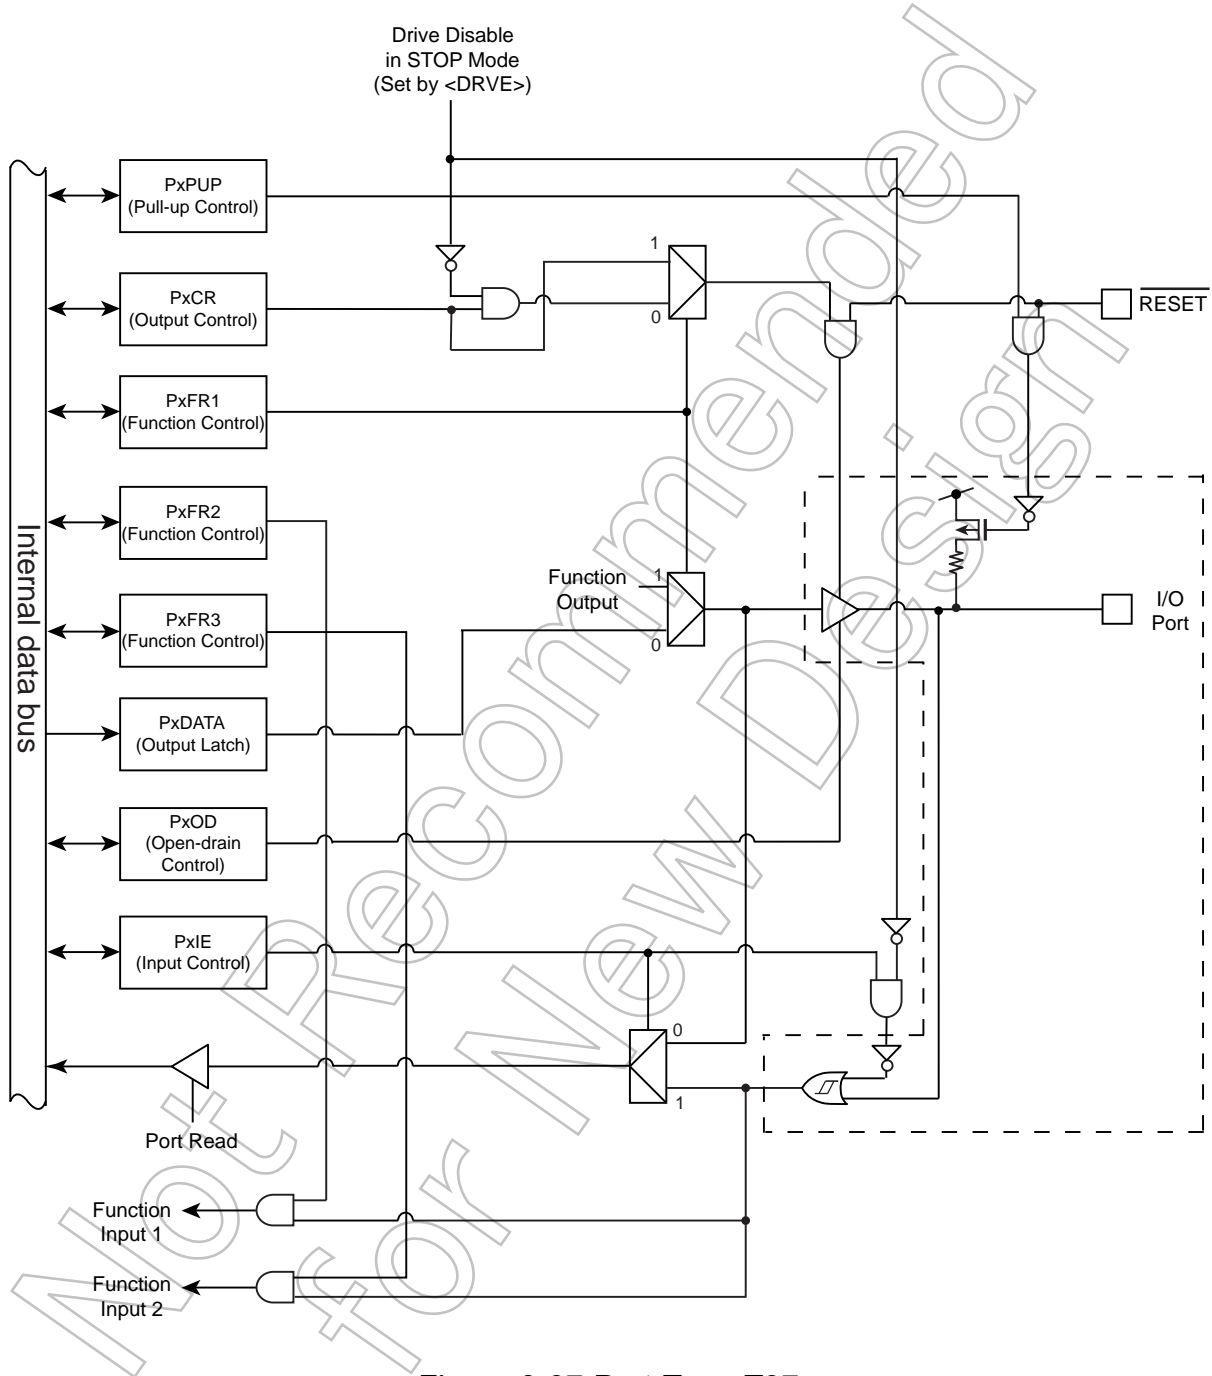 Drive Disable
in STOP Mode
(Set by <DRVE>)
PxPUP
(Pull-up Control)
1
PxCR
(Output Control)
0
RESET
PxFR1
(Function Control)
PxFR2
(Function Control)
Internal data bus
Function
Output
1
0
I/O
Port
PxFR3
(Function Control)
PxDATA
(Output Latch)
PxOD
(Open-drain
Control)
PxIE
(Input Control)
0
1
Port Read
Function
Input 1
Function
Input 2
Not Recommended
for New Design